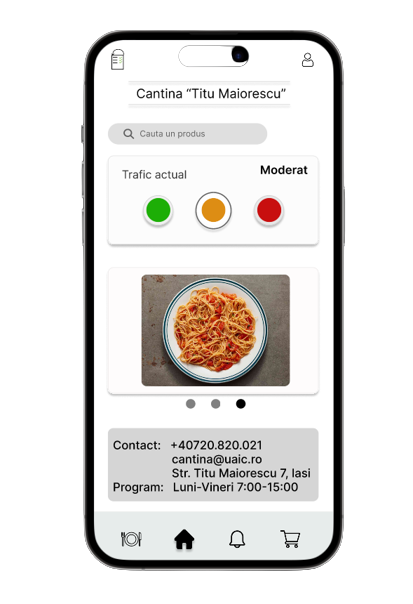 Cantina “Titu Maiorescu”
Cauta un produs
Trafic actual
Moderat
Contact: +40720.820.021
cantina@uaic.ro
Str. Titu Maiorescu 7, Iasi
Program: Luni-Vineri 7:00-15:00